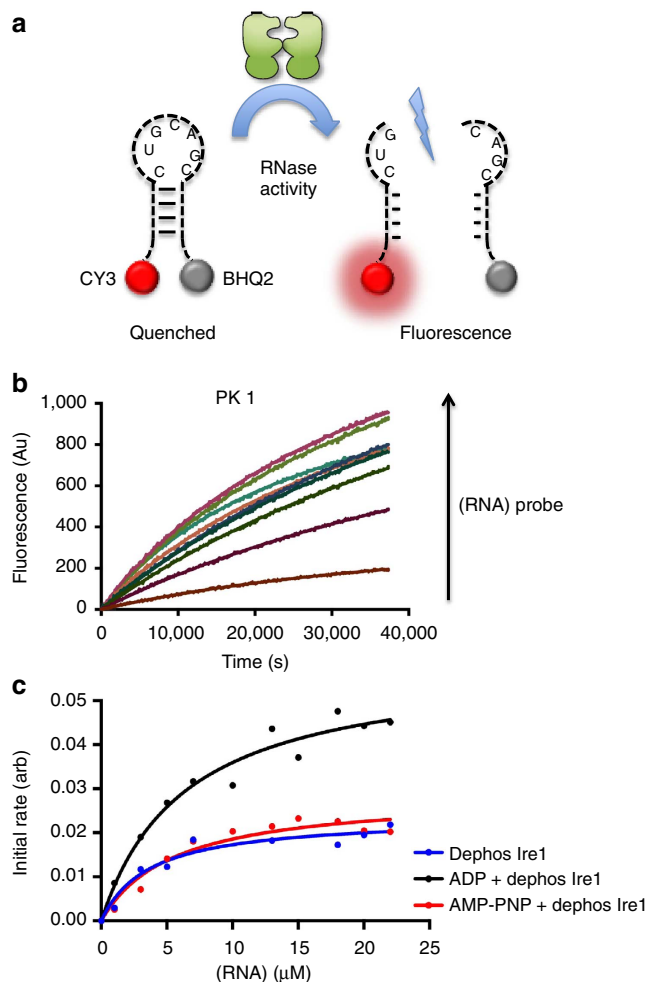 a
U G C A G C C
RNase
activity
G U C
C A G C
CY3
BHQ2
Quenched
Fluorescence
b
PK 1
1,000
800
600
400
200
0
Fluorescence (Au)
0 10,000 20,000 30,000 40,000
Time (s)
(RNA) probe
c
0.05
0.04
0.03
0.02
0.01
0.00
Initial rate (arb)
0 5 10 15 20 25
(RNA) (μM)
Dephos Ire1
ADP + dephos Ire1
AMP-PNP + dephos Ire1